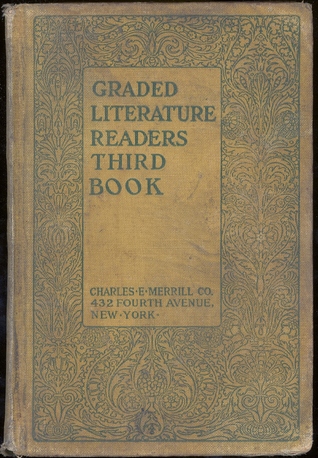 GRADED
LITERATURE
READERS
THIRD
BOOK
CHARLES·E·MERRILL CO.
432 FOURTH AVENUE,
NEW·YORK·